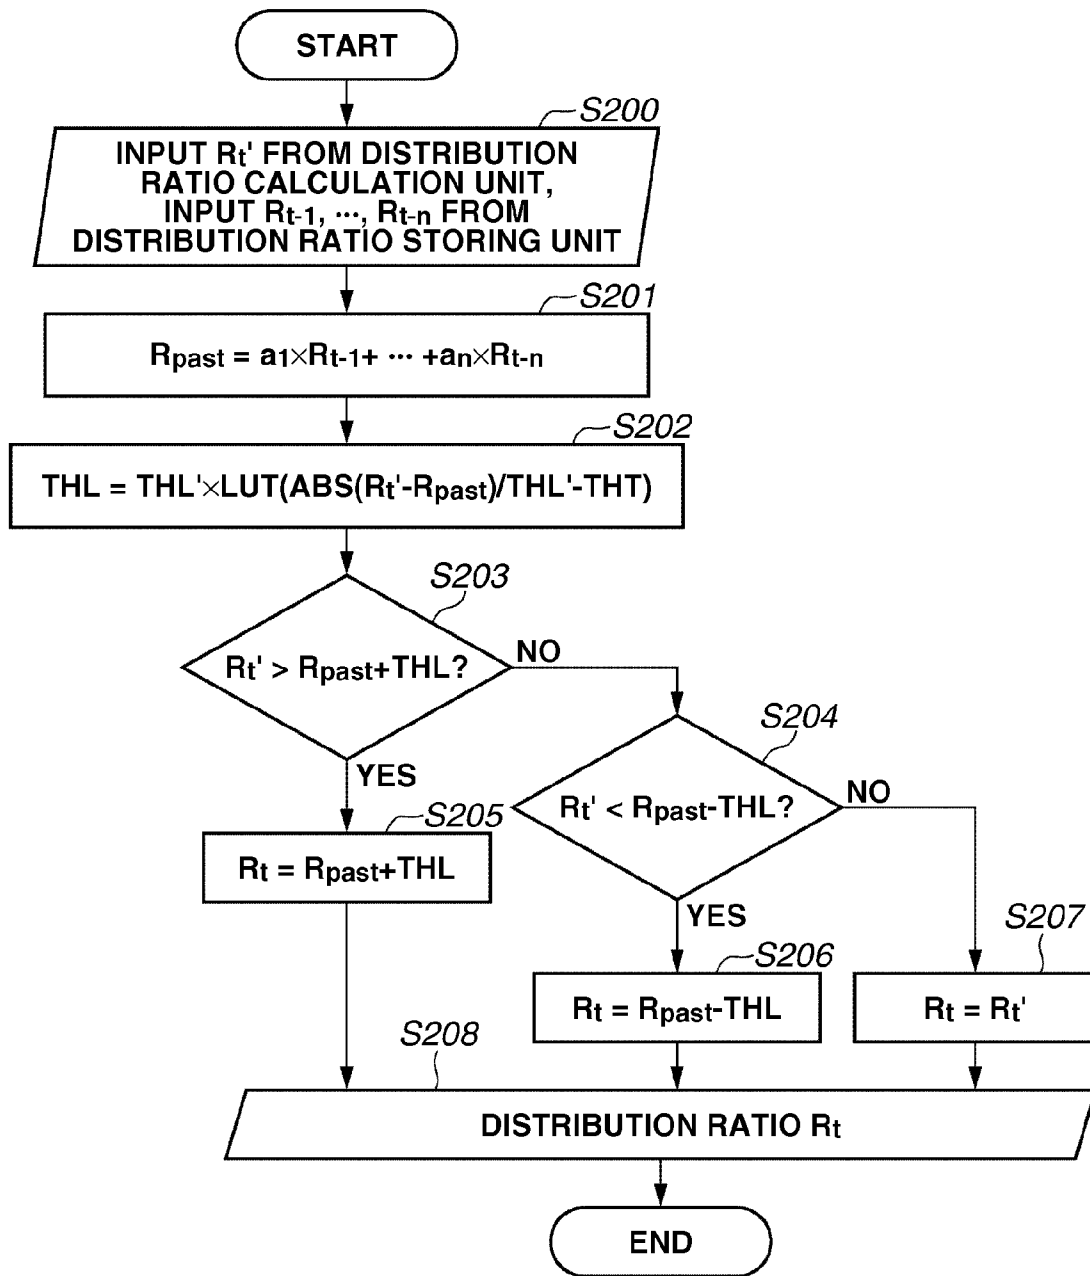 START
S200
INPUT Rt' FROM DISTRIBUTION
RATIO CALCULATION UNIT,
INPUT Rt-1, ···, Rt-n FROM
DISTRIBUTION RATIO STORING UNIT
S201
Rpast = a1×Rt-1+ ··· +an×Rt-n
S202
THL = THL'×LUT(ABS(Rt'-Rpast)/THL'-THT)
S203
Rt' > Rpast+THL?
NO
YES
S204
Rt' < Rpast-THL?
NO
YES
S205
Rt = Rpast+THL
S206
Rt = Rpast-THL
S207
Rt = Rt'
S208
DISTRIBUTION RATIO Rt
END